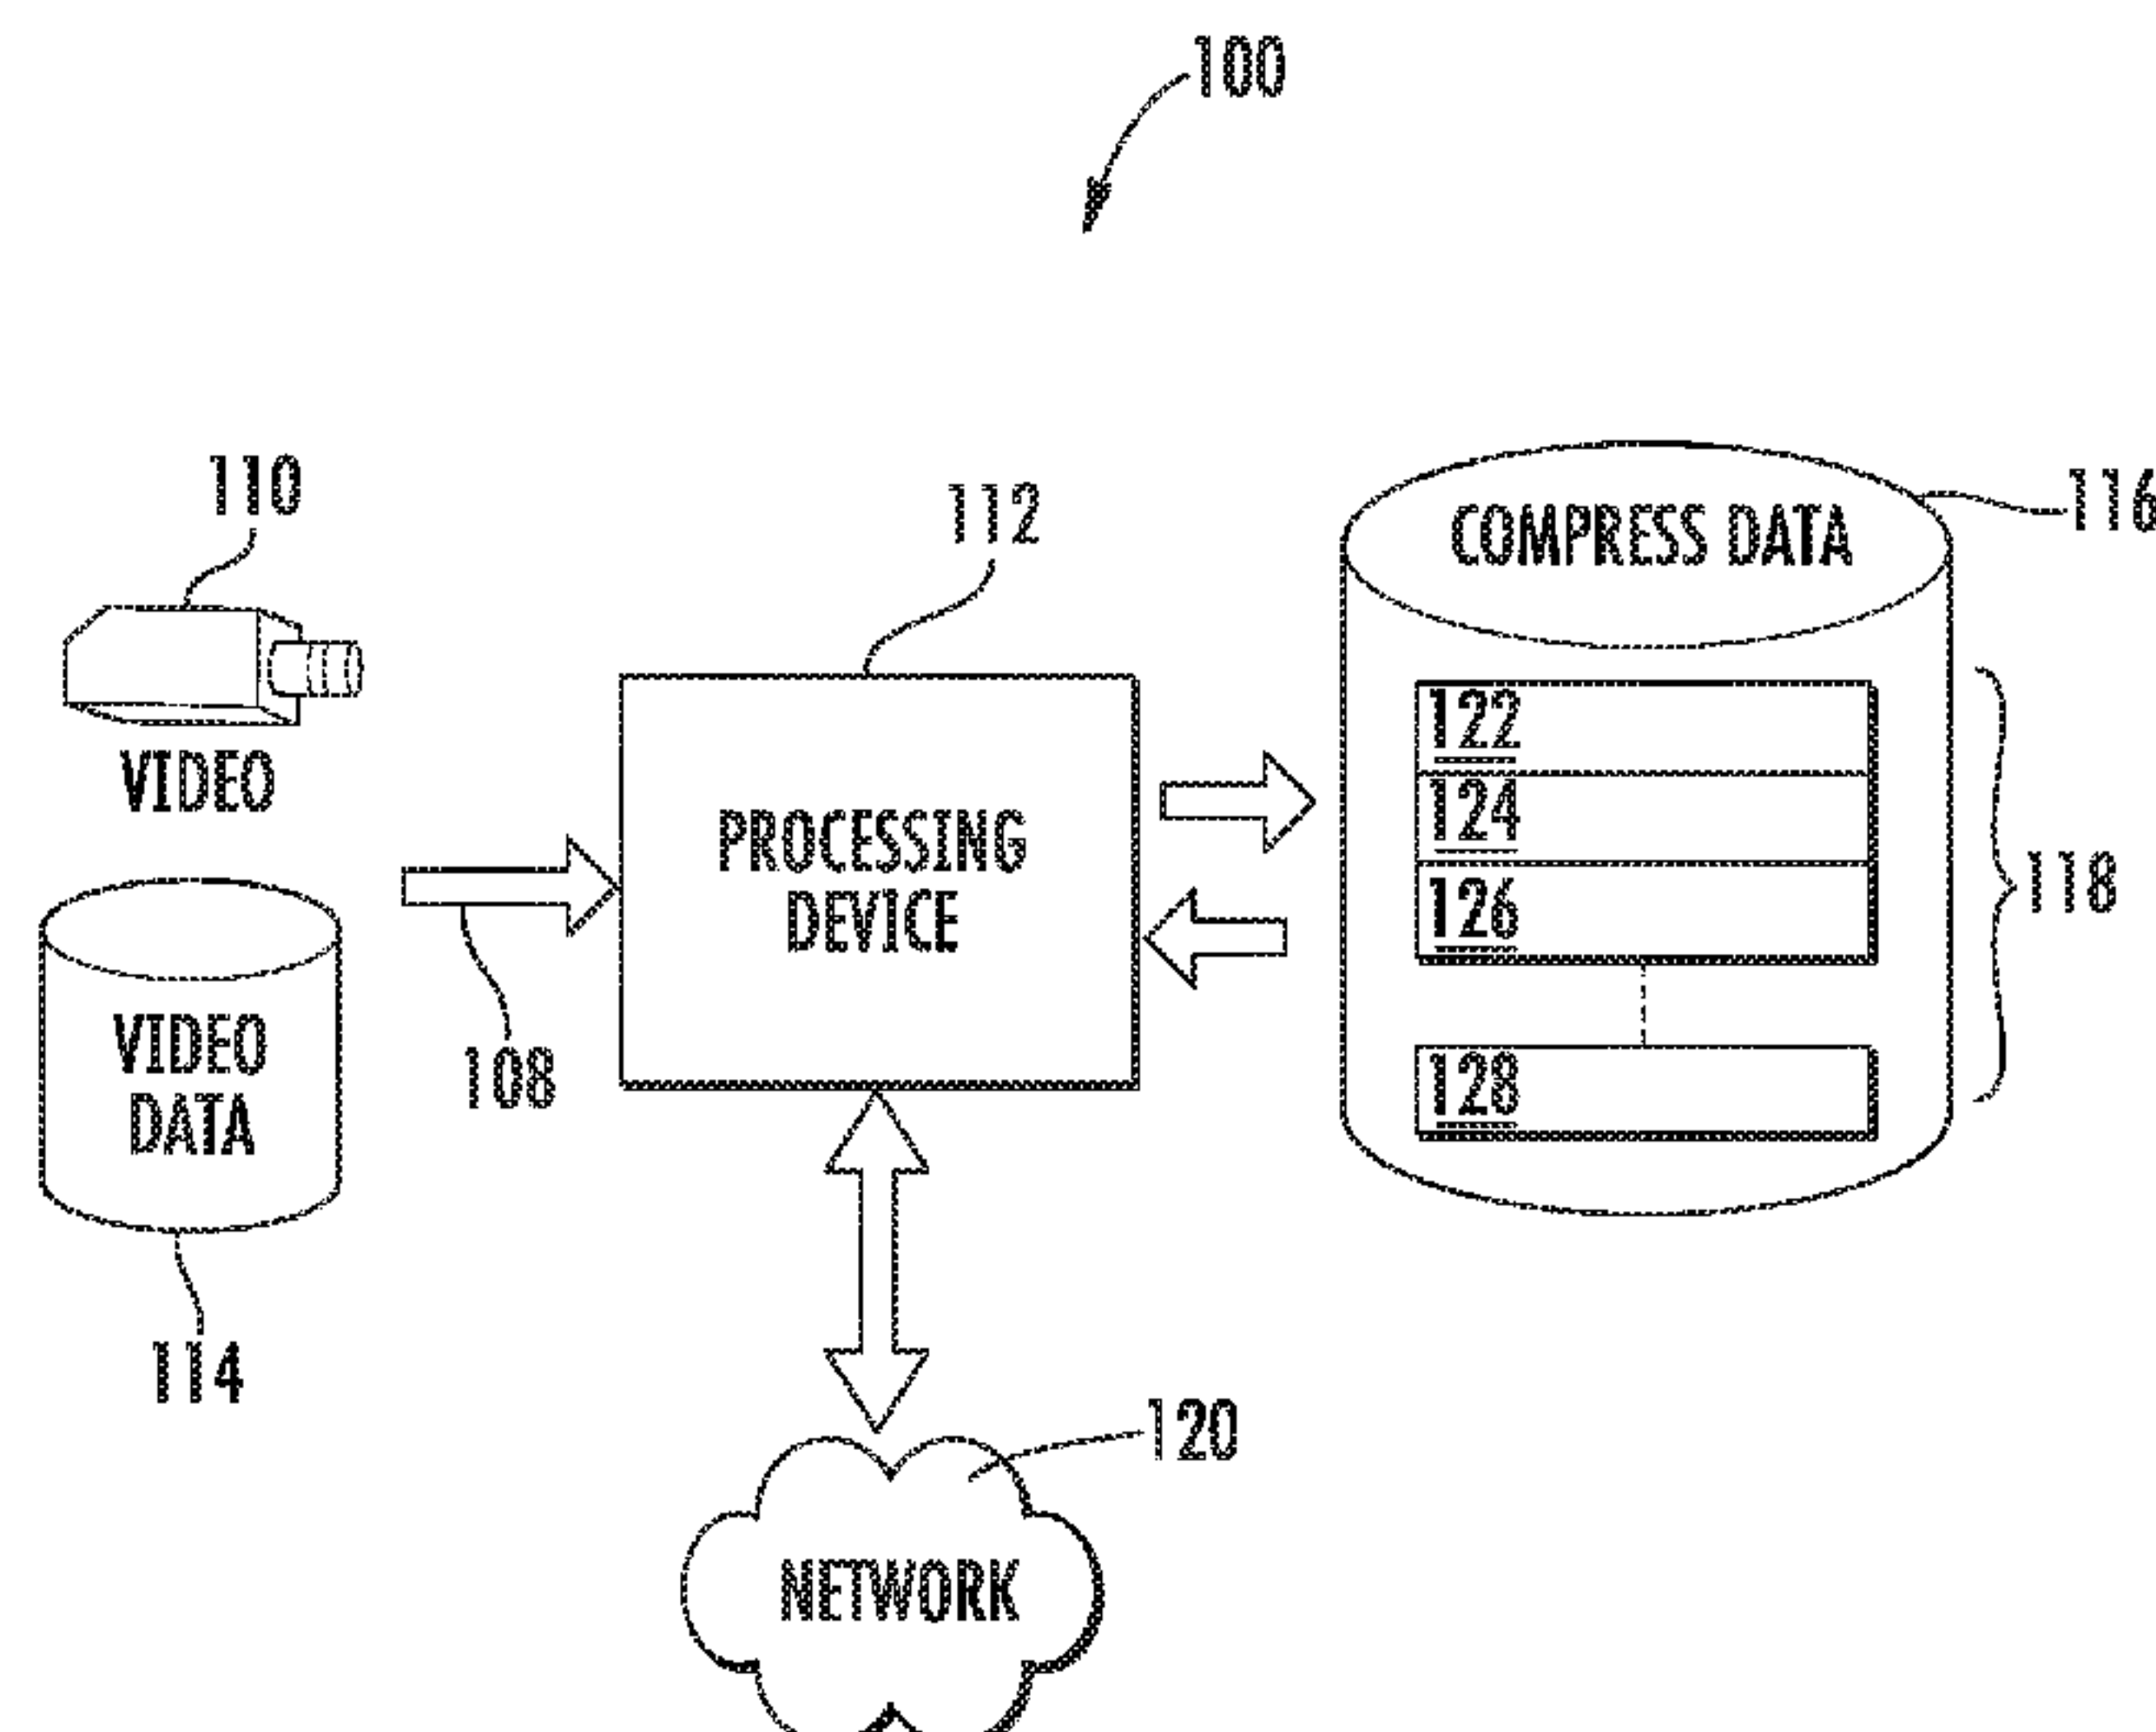 100
110
112
COMPRESS DATA
116
VIDEO
122
124
126
118
128
PROCESSING
DEVICE
108
VIDEO
DATA
114
120
NETWORK